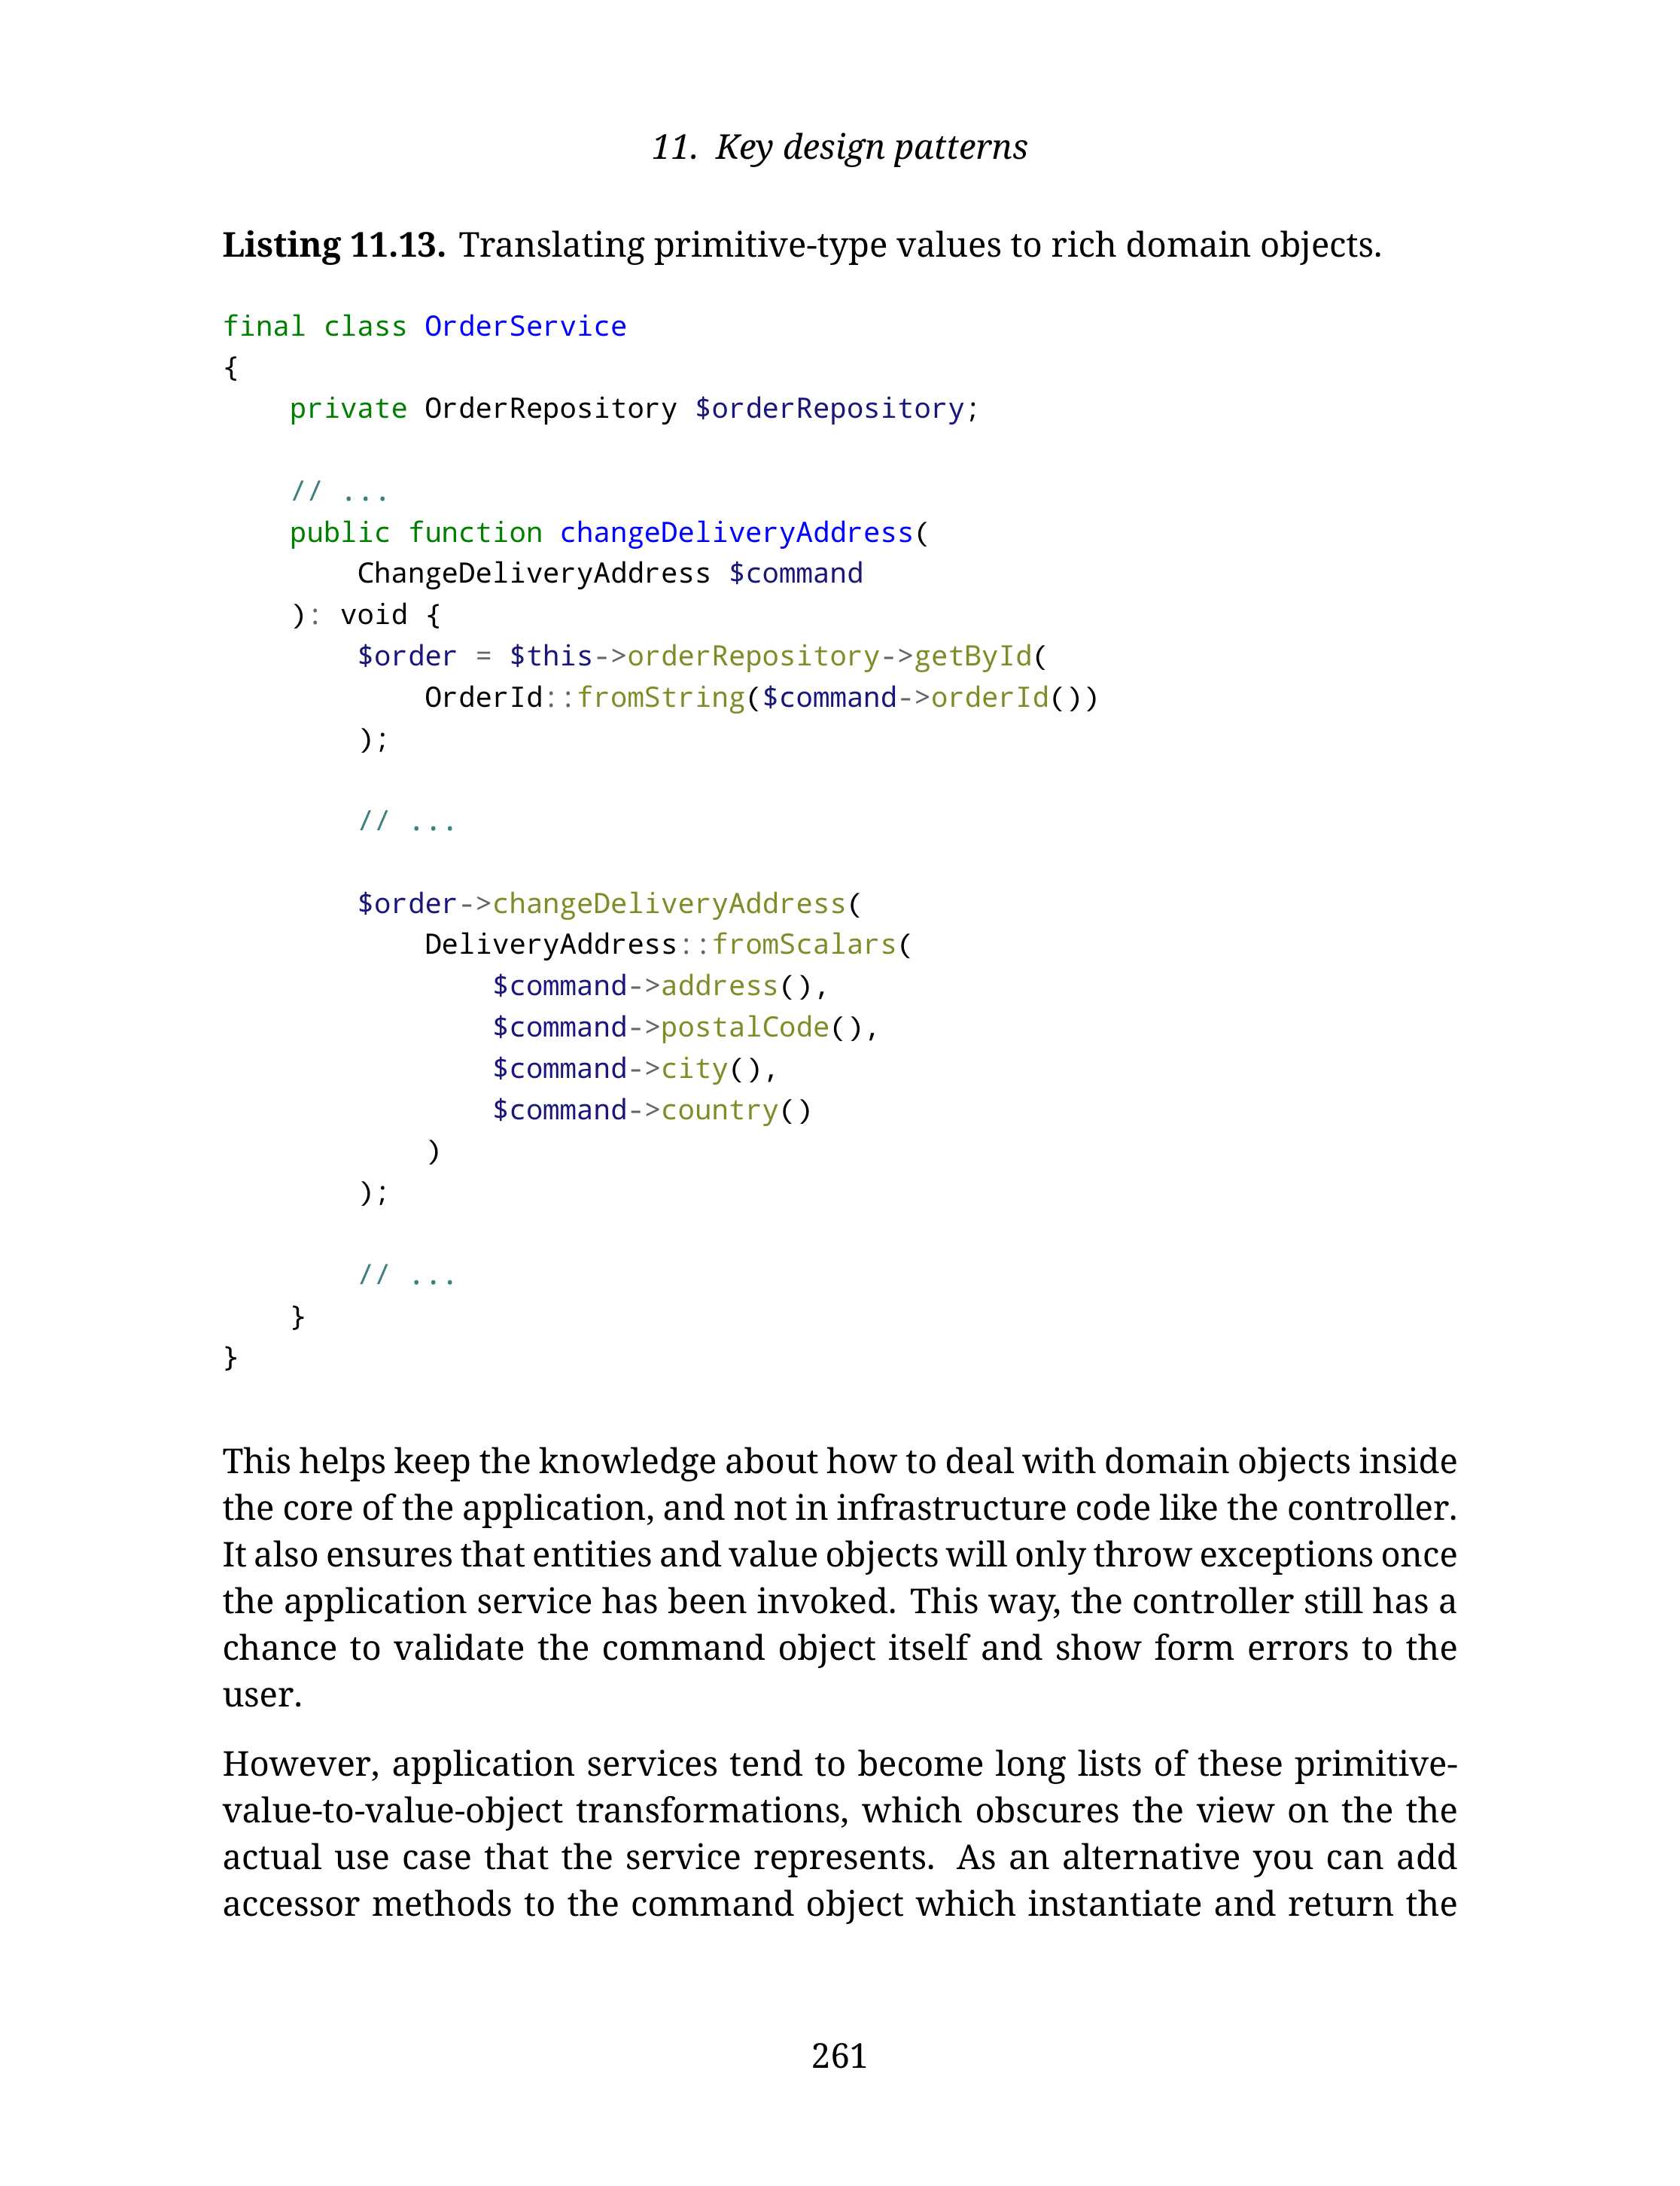 11. Key design patterns
Listing 11.13. Translating primitive-type values to rich domain objects.
final class OrderService
{
    private OrderRepository $orderRepository;

    // ...
    public function changeDeliveryAddress(
        ChangeDeliveryAddress $command
    ): void {
        $order = $this->orderRepository->getById(
            OrderId::fromString($command->orderId())
        );

        // ...

        $order->changeDeliveryAddress(
            DeliveryAddress::fromScalars(
                $command->address(),
                $command->postalCode(),
                $command->city(),
                $command->country()
            )
        );

        // ...
    }
}
This helps keep the knowledge about how to deal with domain objects inside
the core of the application, and not in infrastructure code like the controller.
It also ensures that entities and value objects will only throw exceptions once
the application service has been invoked. This way, the controller still has a
chance to validate the command object itself and show form errors to the
user.
However, application services tend to become long lists of these primitive-
value-to-value-object transformations, which obscures the view on the the
actual use case that the service represents. As an alternative you can add
accessor methods to the command object which instantiate and return the
261